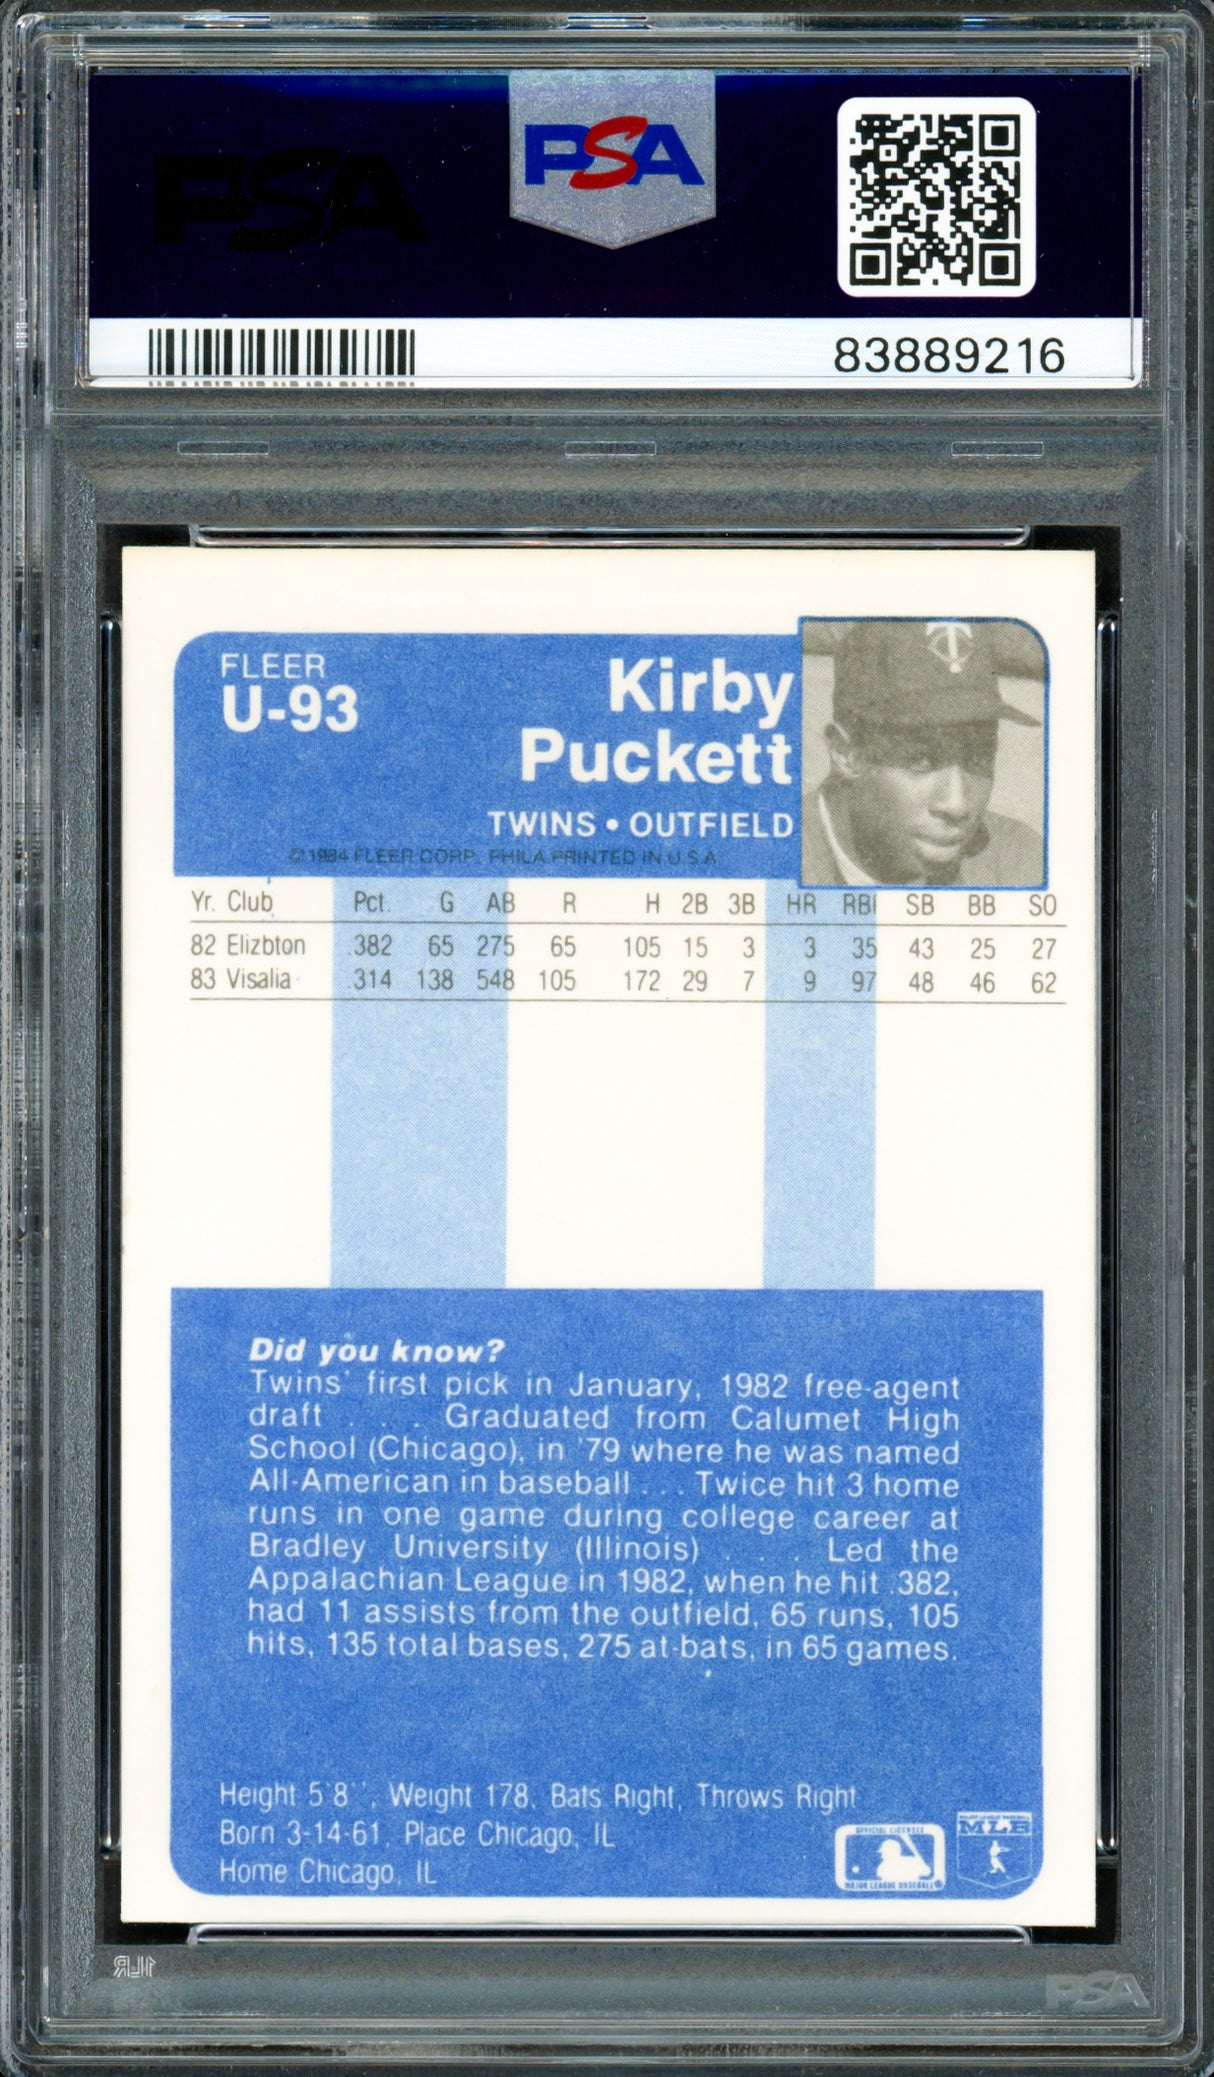 PSA
PSA
83889216
FLEER
U-93
Kirby
Puckett
TWINS • OUTFIELD
© 1984 FLEER CORP. PHILA. PRINTED IN U.S.A.
Yr. Club Pct. G AB R H 2B 3B HR RBI SB BB SO
82 Elizbton .382 65 275 65 105 15 3 3 35 43 25 27
83 Visalia .314 138 548 105 172 29 7 9 97 48 46 62
Did you know?
Twins' first pick in January, 1982 free-agent
draft . . . Graduated from Calumet High
School (Chicago), in '79 where he was named
All-American in baseball . . . Twice hit 3 home
runs in one game during college career at
Bradley University (Illinois) . . . Led the
Appalachian League in 1982, when he hit .382,
had 11 assists from the outfield, 65 runs, 105
hits, 135 total bases, 275 at-bats, in 65 games.
Height 5'8'', Weight 178, Bats Right, Throws Right
Born 3-14-61, Place Chicago, IL
Home Chicago, IL
OFFICIAL LICENSEE
MAJOR LEAGUE BASEBALL
MLB
PSA